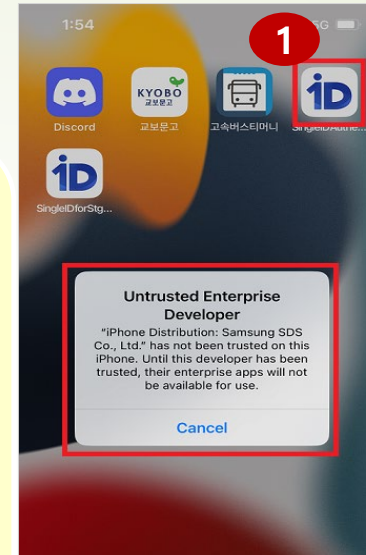 1:54
5G
1
Discord
KYOBO
교보문고
교보문고
고속버스티머니
iD
SingleIDAuthe...
iD
SingleIDforStg...
Untrusted Enterprise
Developer
"iPhone Distribution: Samsung SDS
Co., Ltd." has not been trusted on this
iPhone. Until this developer has been
trusted, their enterprise apps will not
be available for use.
Cancel